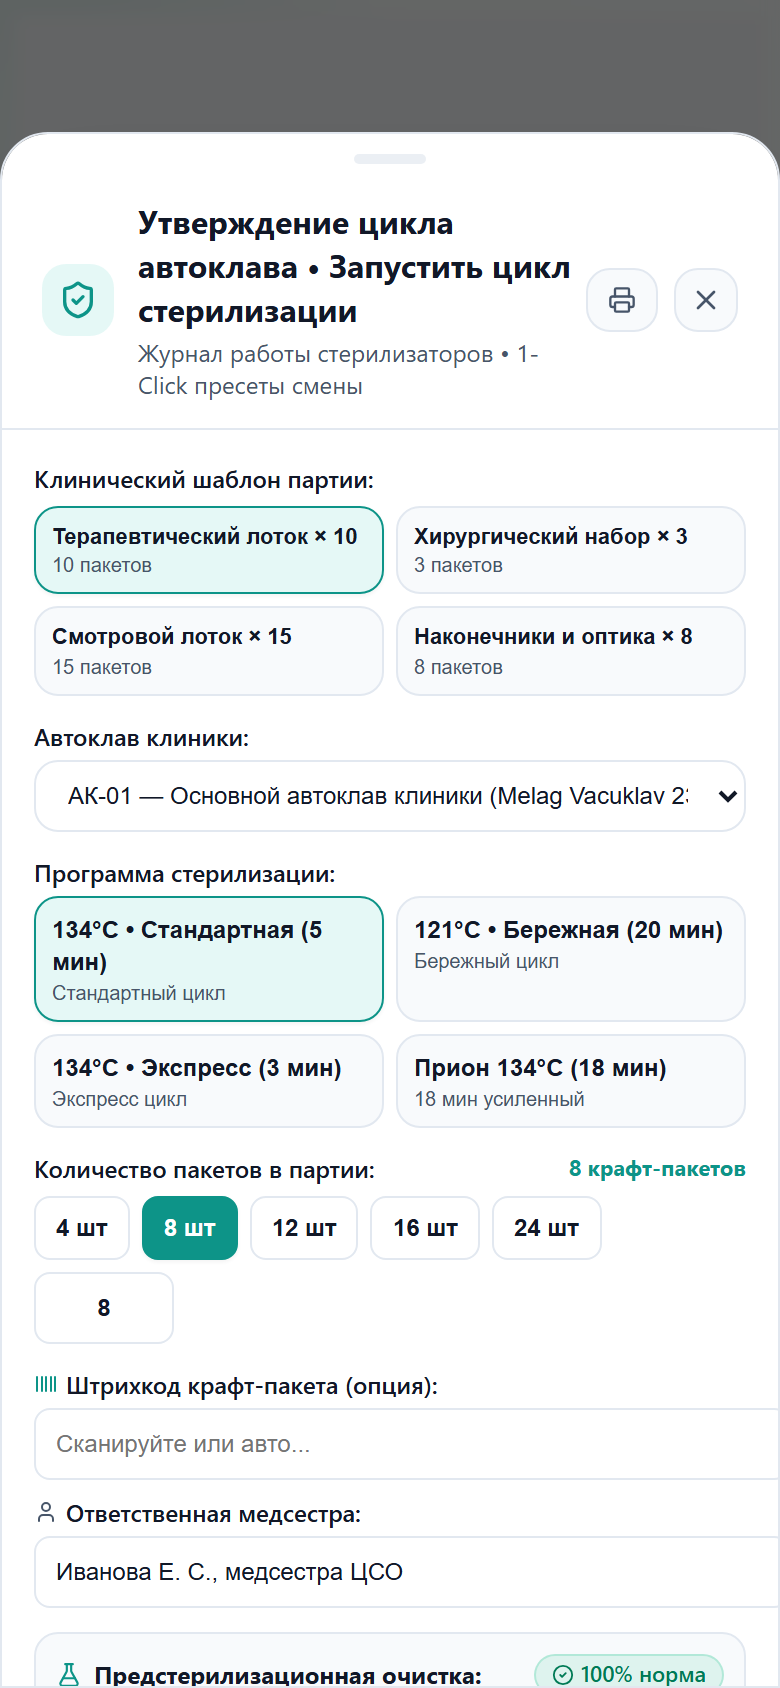 Утверждение цикла
автоклава • Запустить цикл
стерилизации
Журнал работы стерилизаторов • 1-
Click пресеты смены
Клинический шаблон партии:
Терапевтический лоток × 10
10 пакетов
Хирургический набор × 3
3 пакетов
Смотровой лоток × 15
15 пакетов
Наконечники и оптика × 8
8 пакетов
Автоклав клиники:
АК-01 — Основной автоклав клиники (Melag Vacuklav 23
Программа стерилизации:
134°C • Стандартная (5
мин)
Стандартный цикл
121°C • Бережная (20 мин)
Бережный цикл
134°C • Экспресс (3 мин)
Экспресс цикл
Прион 134°C (18 мин)
18 мин усиленный
Количество пакетов в партии:
8 крафт-пакетов
4 шт
8 шт
12 шт
16 шт
24 шт
8
Штрихкод крафт-пакета (опция):
Сканируйте или авто...
Ответственная медсестра:
Иванова Е. С., медсестра ЦСО
Предстерилизационная очистка:
100% норма